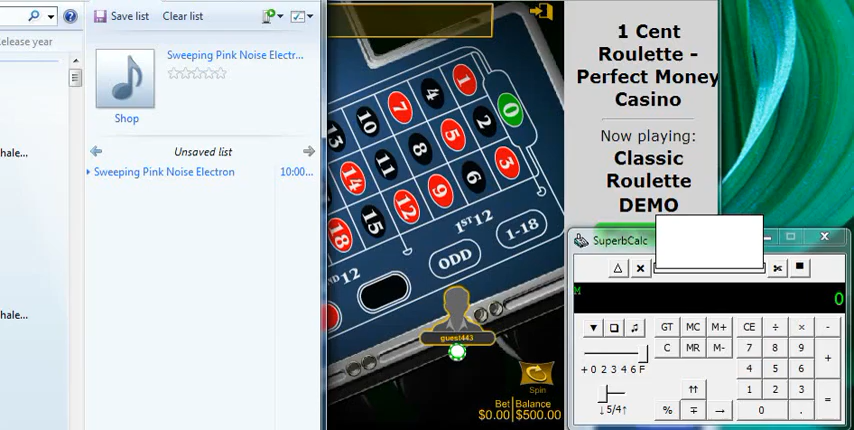 Save list
Clear list
elease year
Sweeping Pink Noise Electr...
Shop
Unsaved list
hale...
Sweeping Pink Noise Electron 10:00...
hale...
1 4 7 10 13
0 2 5 8 11 14
3 6 9 12 15 18
1ST 12
ND 12
1-18
ODD
guest443
Spin
Bet Balance
$0.00 $500.00
1 Cent
Roulette -
Perfect Money
Casino
Now playing:
Classic
Roulette
DEMO
SuperbCalc
M 0
GT MC M+ CE ÷ × -
C MR M- 7 8 9 +
+ 0 2 3 4 6 F 4 5 6
1 2 3 =
↓5/4↑ % ∓ → 0 .